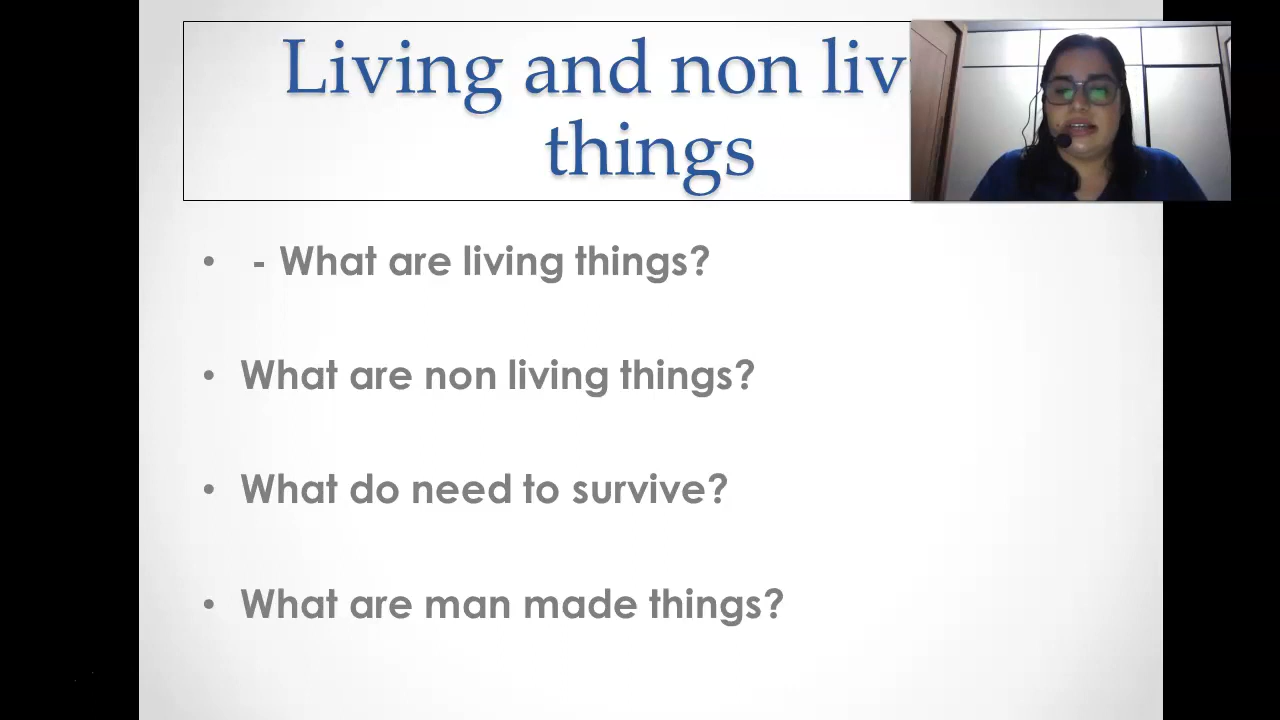 Living and non liv
things
• - What are living things?
• What are non living things?
• What do need to survive?
• What are man made things?